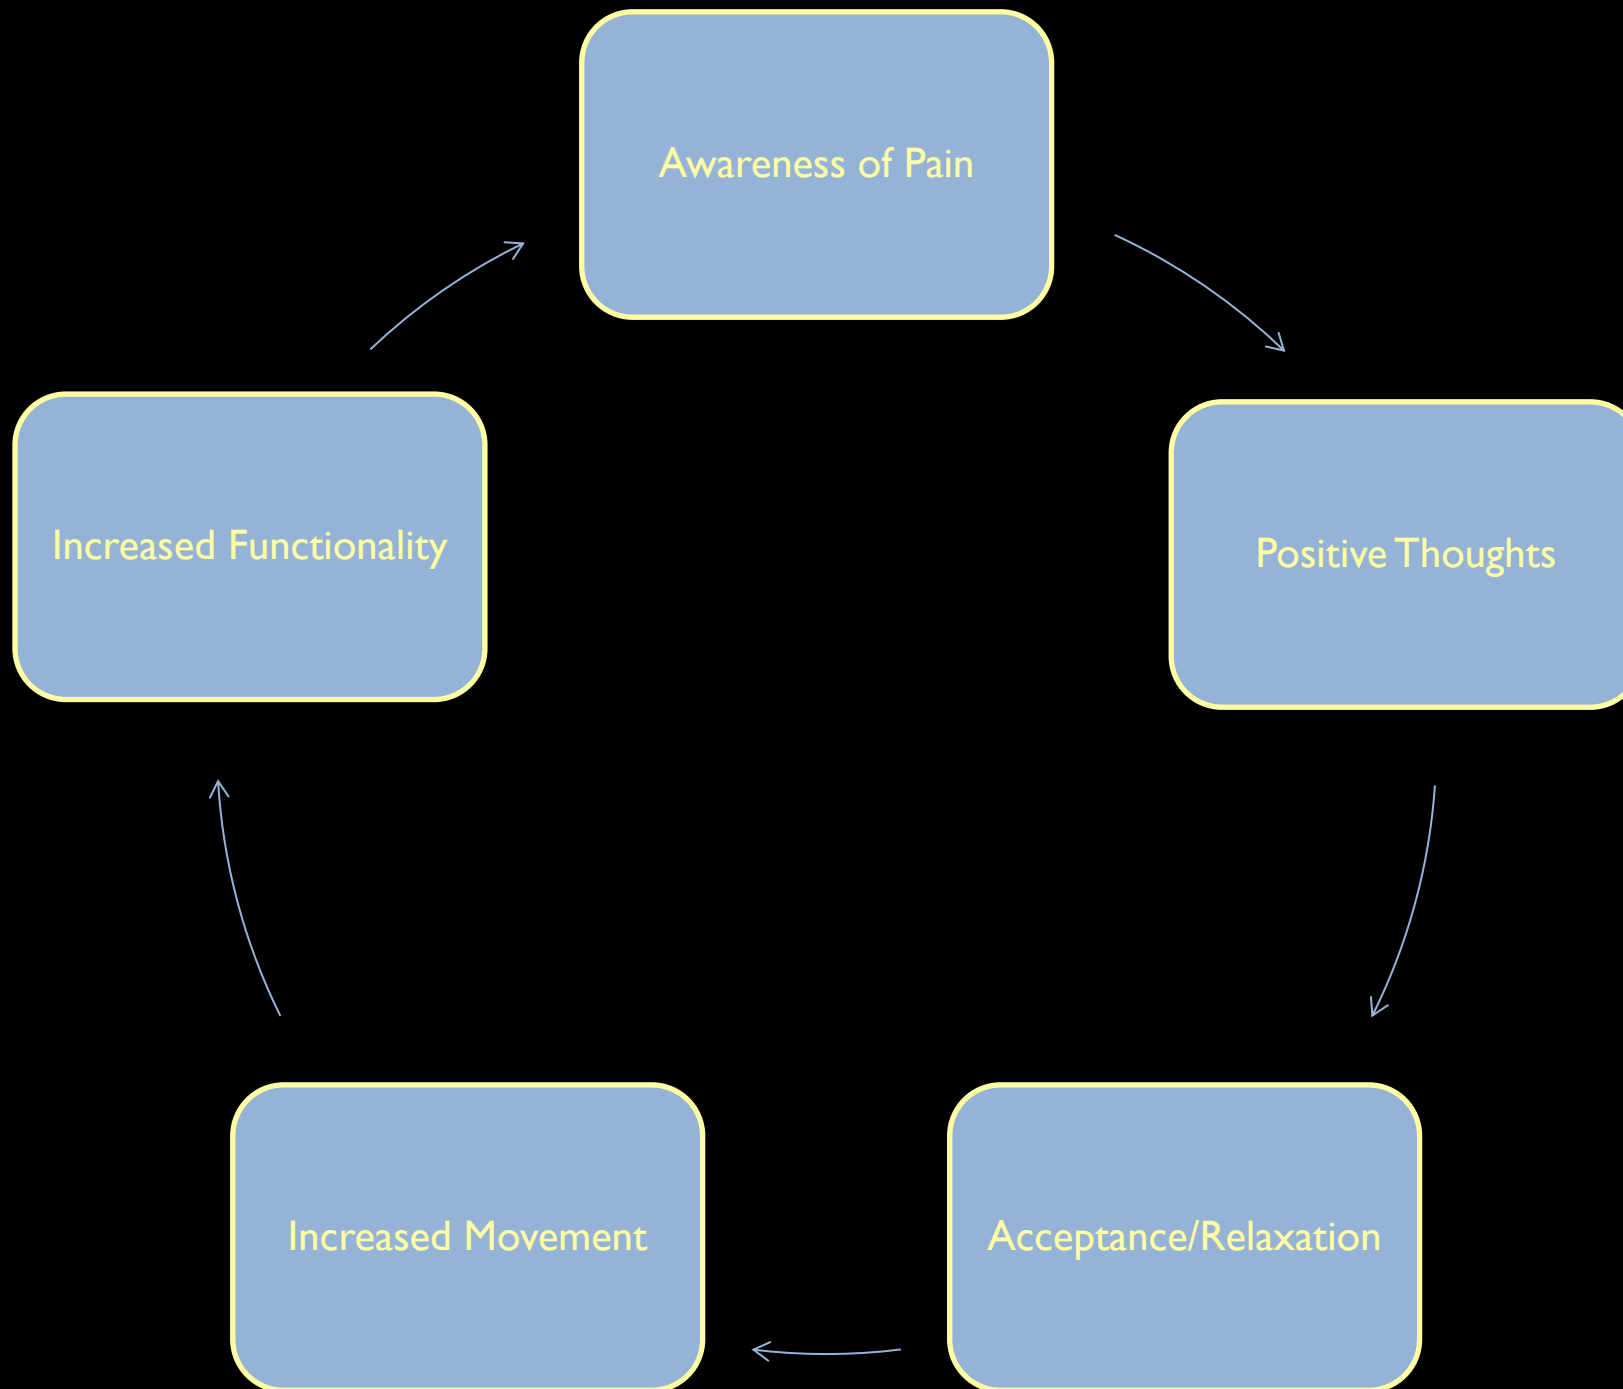 Awareness of Pain
Positive Thoughts
Acceptance/Relaxation
Increased Movement
Increased Functionality